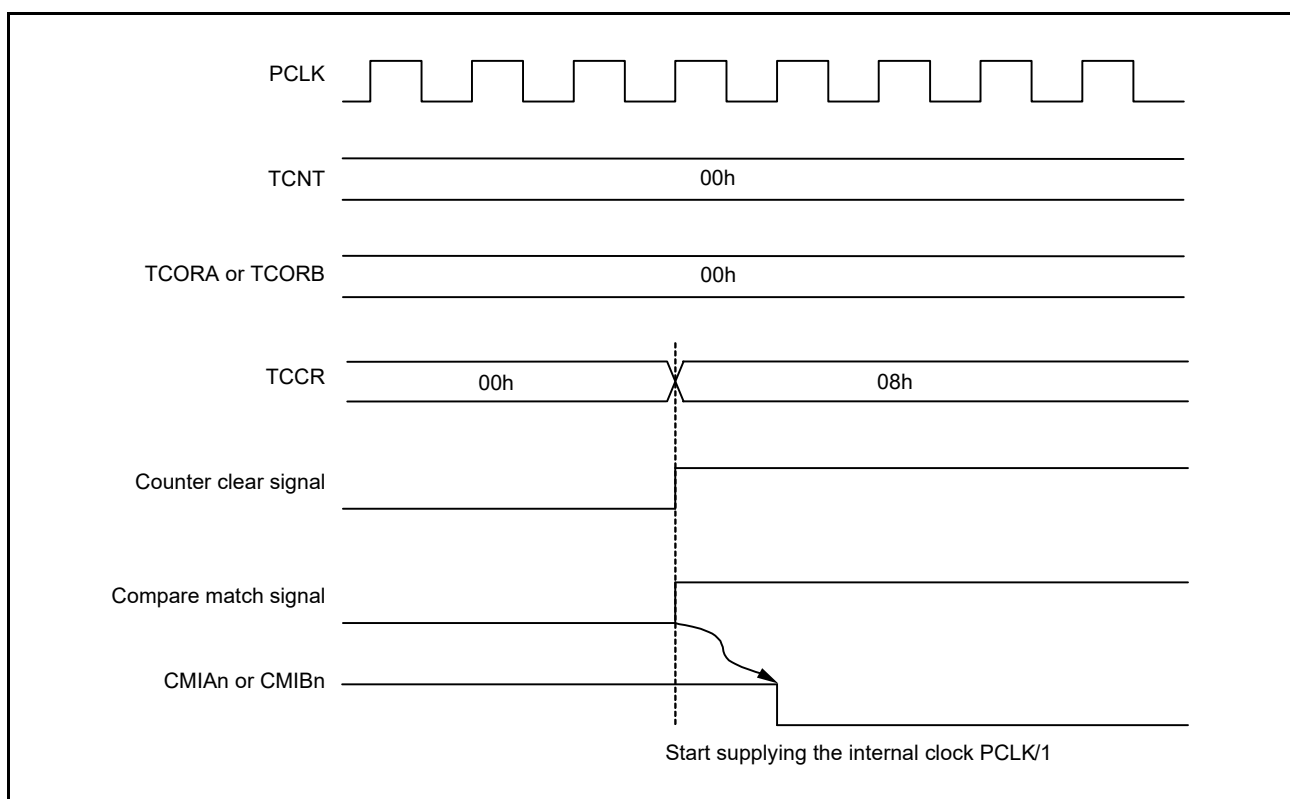 PCLK
TCNT
00h
TCORA or TCORB
00h
TCCR
00h
08h
Counter clear signal
Compare match signal
CMIAn or CMIBn
Start supplying the internal clock PCLK/1